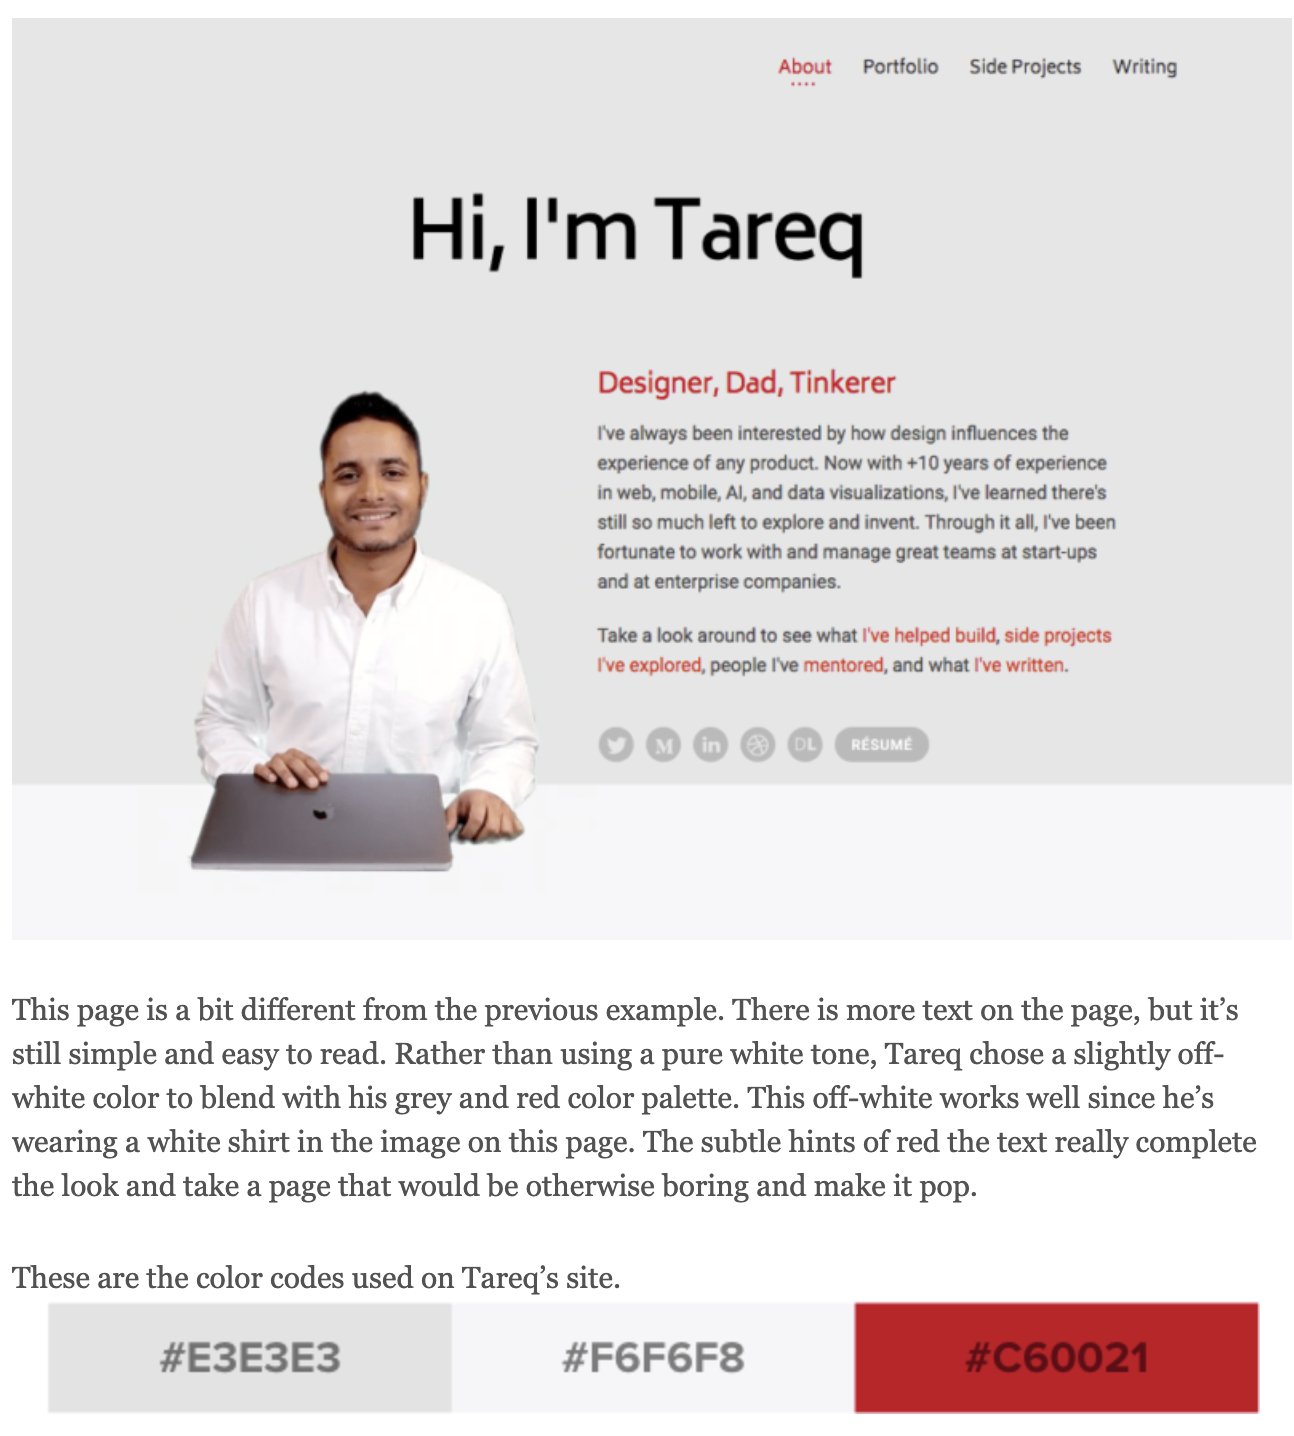 About Portfolio Side Projects Writing
Hi, I'm Tareq
Designer, Dad, Tinkerer
I've always been interested by how design influences the
experience of any product. Now with +10 years of experience
in web, mobile, AI, and data visualizations, I've learned there's
still so much left to explore and invent. Through it all, I've been
fortunate to work with and manage great teams at start-ups
and at enterprise companies.
Take a look around to see what I've helped build, side projects
I've explored, people I've mentored, and what I've written.
M in DL RÉSUMÉ
This page is a bit different from the previous example. There is more text on the page, but it’s
still simple and easy to read. Rather than using a pure white tone, Tareq chose a slightly off-
white color to blend with his grey and red color palette. This off-white works well since he’s
wearing a white shirt in the image on this page. The subtle hints of red the text really complete
the look and take a page that would be otherwise boring and make it pop.
These are the color codes used on Tareq’s site.
#E3E3E3 #F6F6F8 #C60021